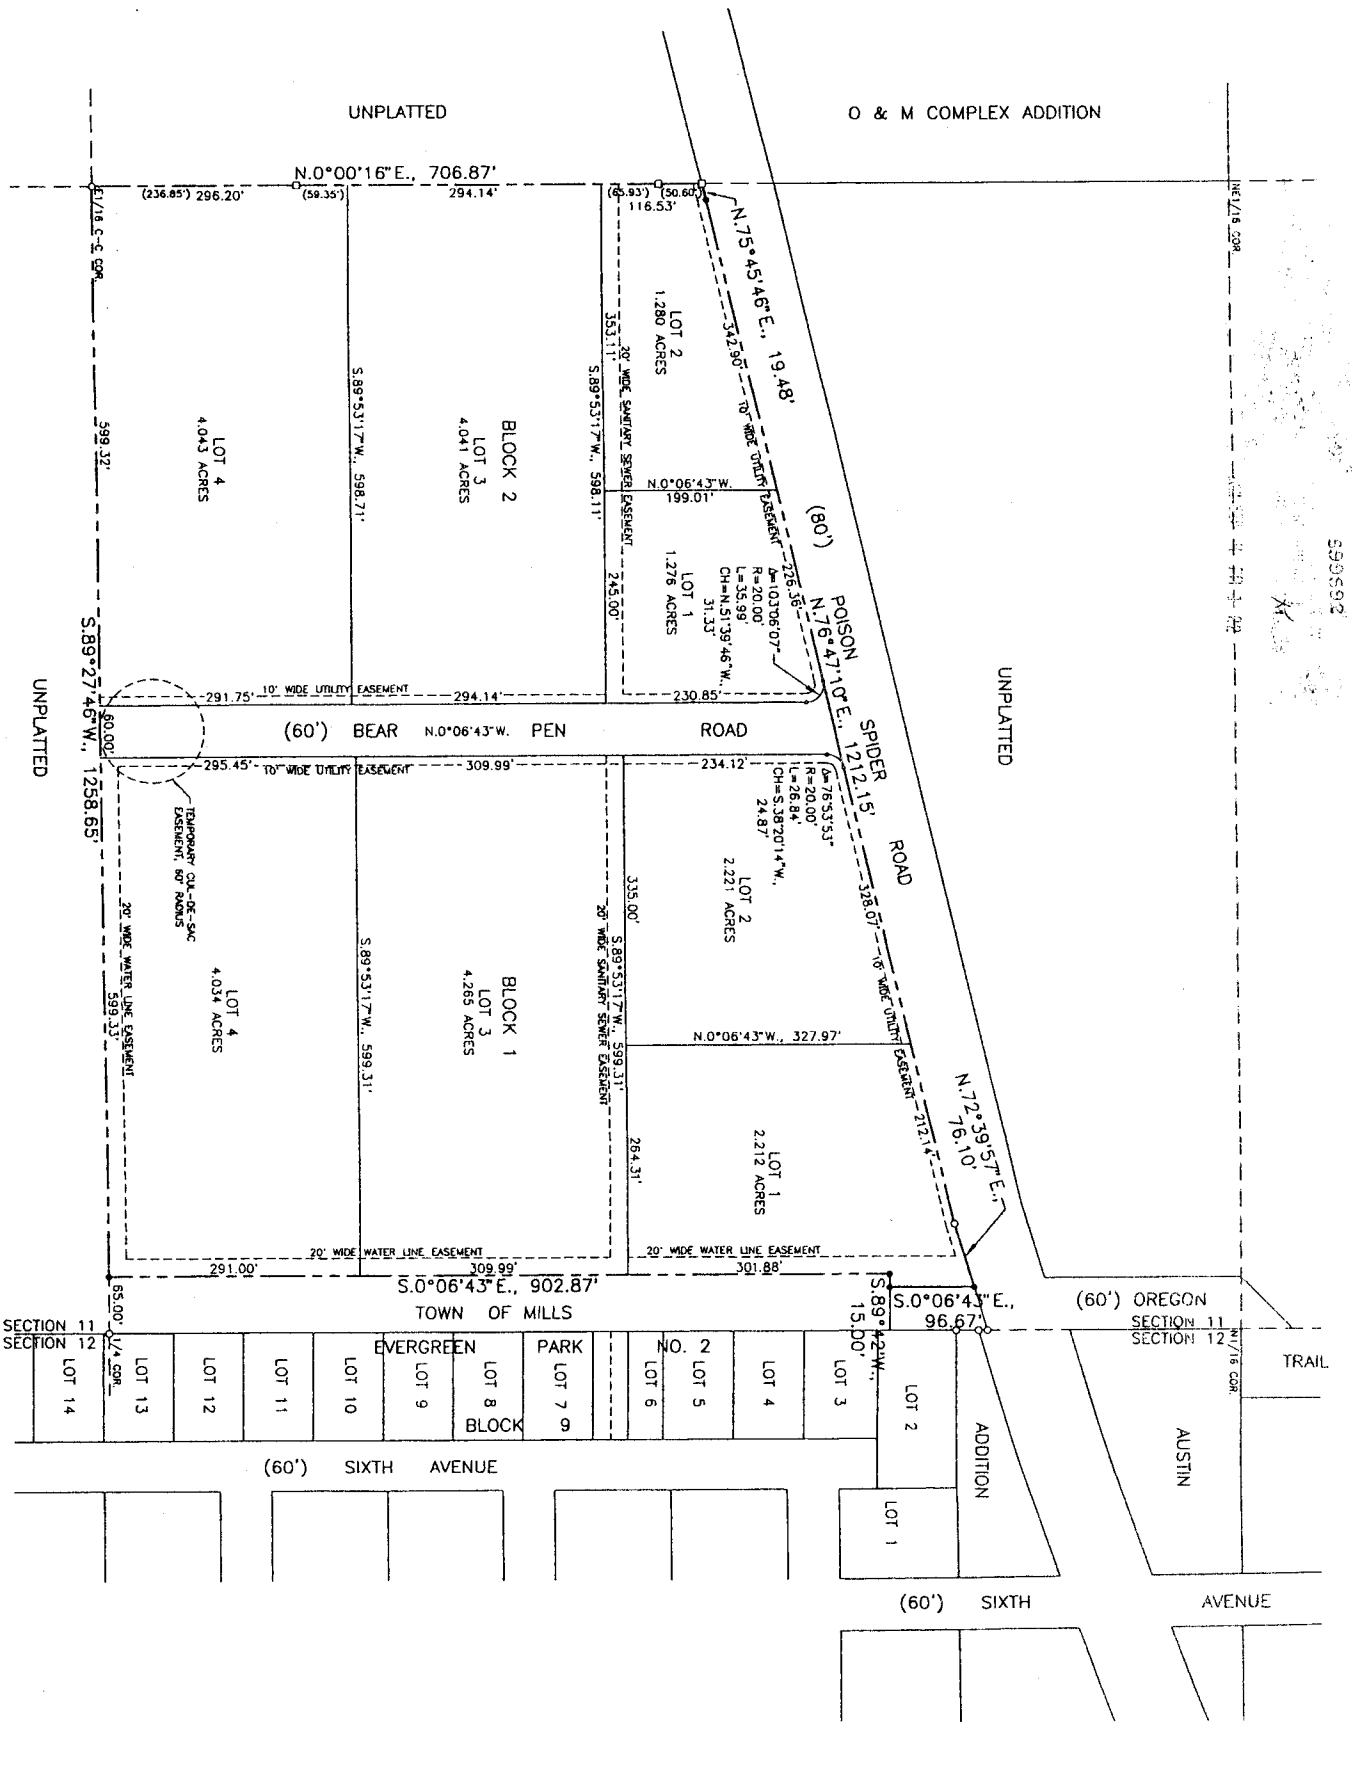 UNPLATTED
O & M COMPLEX ADDITION
N.0°00'16"E., 706.87'
(236.85') 296.20'
(59.35')
294.14'
(65.93')
(50.60')
116.53'
E1/16 C-C COR.
NE1/16 COR.
N.75°45'46"E., 19.48'
342.90'
10' WIDE UTILITY EASEMENT
226.36'
LOT 2
1.280 ACRES
353.11'
20' WIDE SANITARY SEWER EASEMENT
S.89°53'17"W., 598.11'
245.00'
N.0°06'43"W.
199.01'
LOT 1
1.276 ACRES
Δ=103°06'07"
R=20.00'
L=35.99'
CH=N.51°39'46"W.,
31.33'
BLOCK 2
LOT 3
4.041 ACRES
S.89°53'17"W., 598.71'
LOT 4
4.043 ACRES
599.32'
S.89°27'46"W., 1258.65'
UNPLATTED
(80')
POISON SPIDER ROAD
N.76°47'10"E., 1212.15'
UNPLATTED
291.75'
10' WIDE UTILITY EASEMENT
294.14'
230.85'
(60') BEAR PEN ROAD
N.0°06'43"W.
60.00'
295.45'
10' WIDE UTILITY EASEMENT
309.99'
234.12'
Δ=76°53'53"
R=20.00'
L=26.84'
CH=S.38°20'14"W.,
24.87'
TEMPORARY CUL-DE-SAC
EASEMENT, 60' RADIUS
LOT 2
2.221 ACRES
328.07'
10' WIDE UTILITY EASEMENT
212.14'
335.00'
S.89°53'17"W., 599.31'
20' WIDE SANITARY SEWER EASEMENT
264.31'
N.0°06'43"W., 327.97'
BLOCK 1
LOT 3
4.265 ACRES
S.89°53'17"W., 599.31'
LOT 4
4.034 ACRES
20' WIDE WATER LINE EASEMENT
599.33'
LOT 1
2.212 ACRES
N.72°39'57"E.,
76.10'
20' WIDE WATER LINE EASEMENT
20' WIDE WATER LINE EASEMENT
291.00'
309.99'
301.88'
S.0°06'43"E., 902.87'
65.00'
S.89°42'W.,
15.00'
S.0°06'43"E.,
96.67'
TOWN OF MILLS
(60') OREGON
TRAIL
SECTION 11
SECTION 12
SECTION 11
SECTION 12
1/4 COR.
N1/16 COR.
EVERGREEN PARK NO. 2
ADDITION
LOT 14
LOT 13
LOT 12
LOT 11
LOT 10
LOT 9
LOT 8
LOT 7
LOT 6
LOT 5
LOT 4
LOT 3
LOT 2
LOT 1
BLOCK 9
AUSTIN
(60') SIXTH AVENUE
(60') SIXTH AVENUE